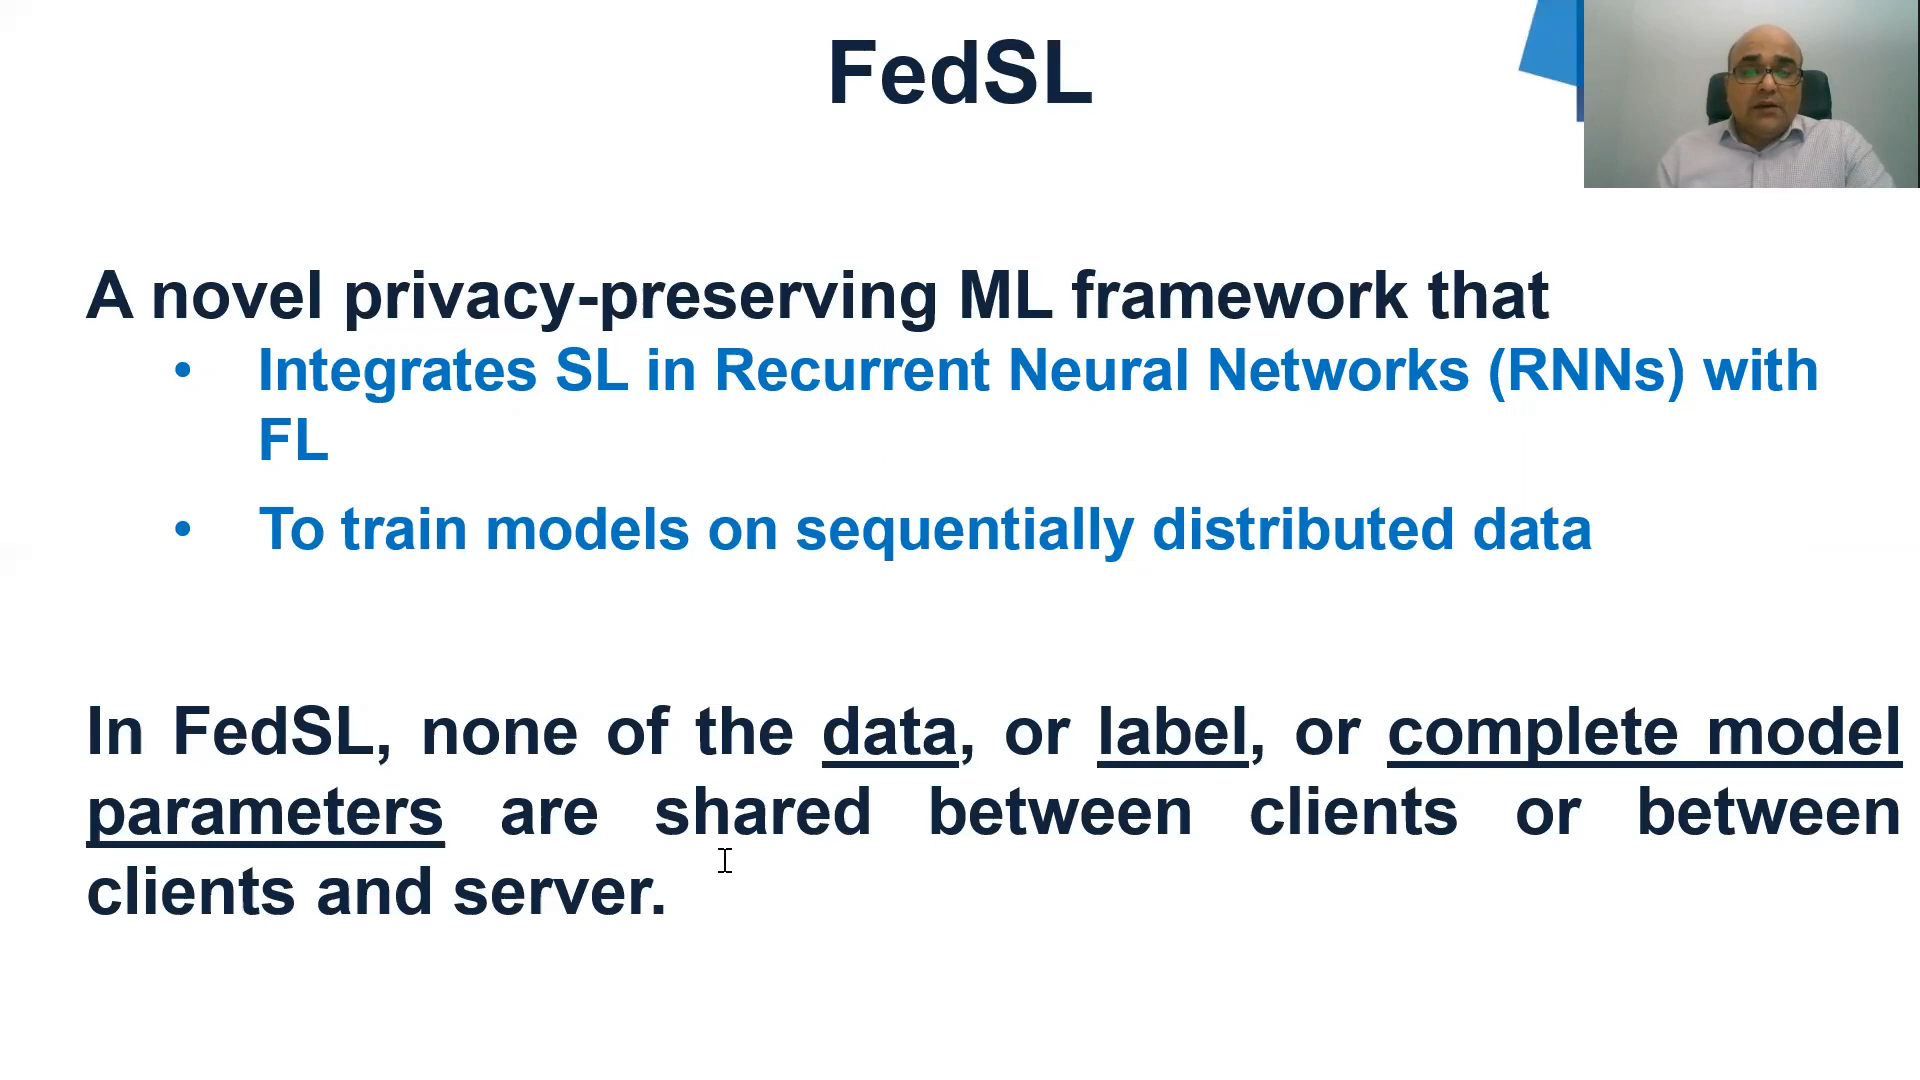 FedSL
A novel privacy-preserving ML framework that
• Integrates SL in Recurrent Neural Networks (RNNs) with
FL
• To train models on sequentially distributed data
In FedSL, none of the data, or label, or complete model
parameters are shared between clients or between
clients and server.